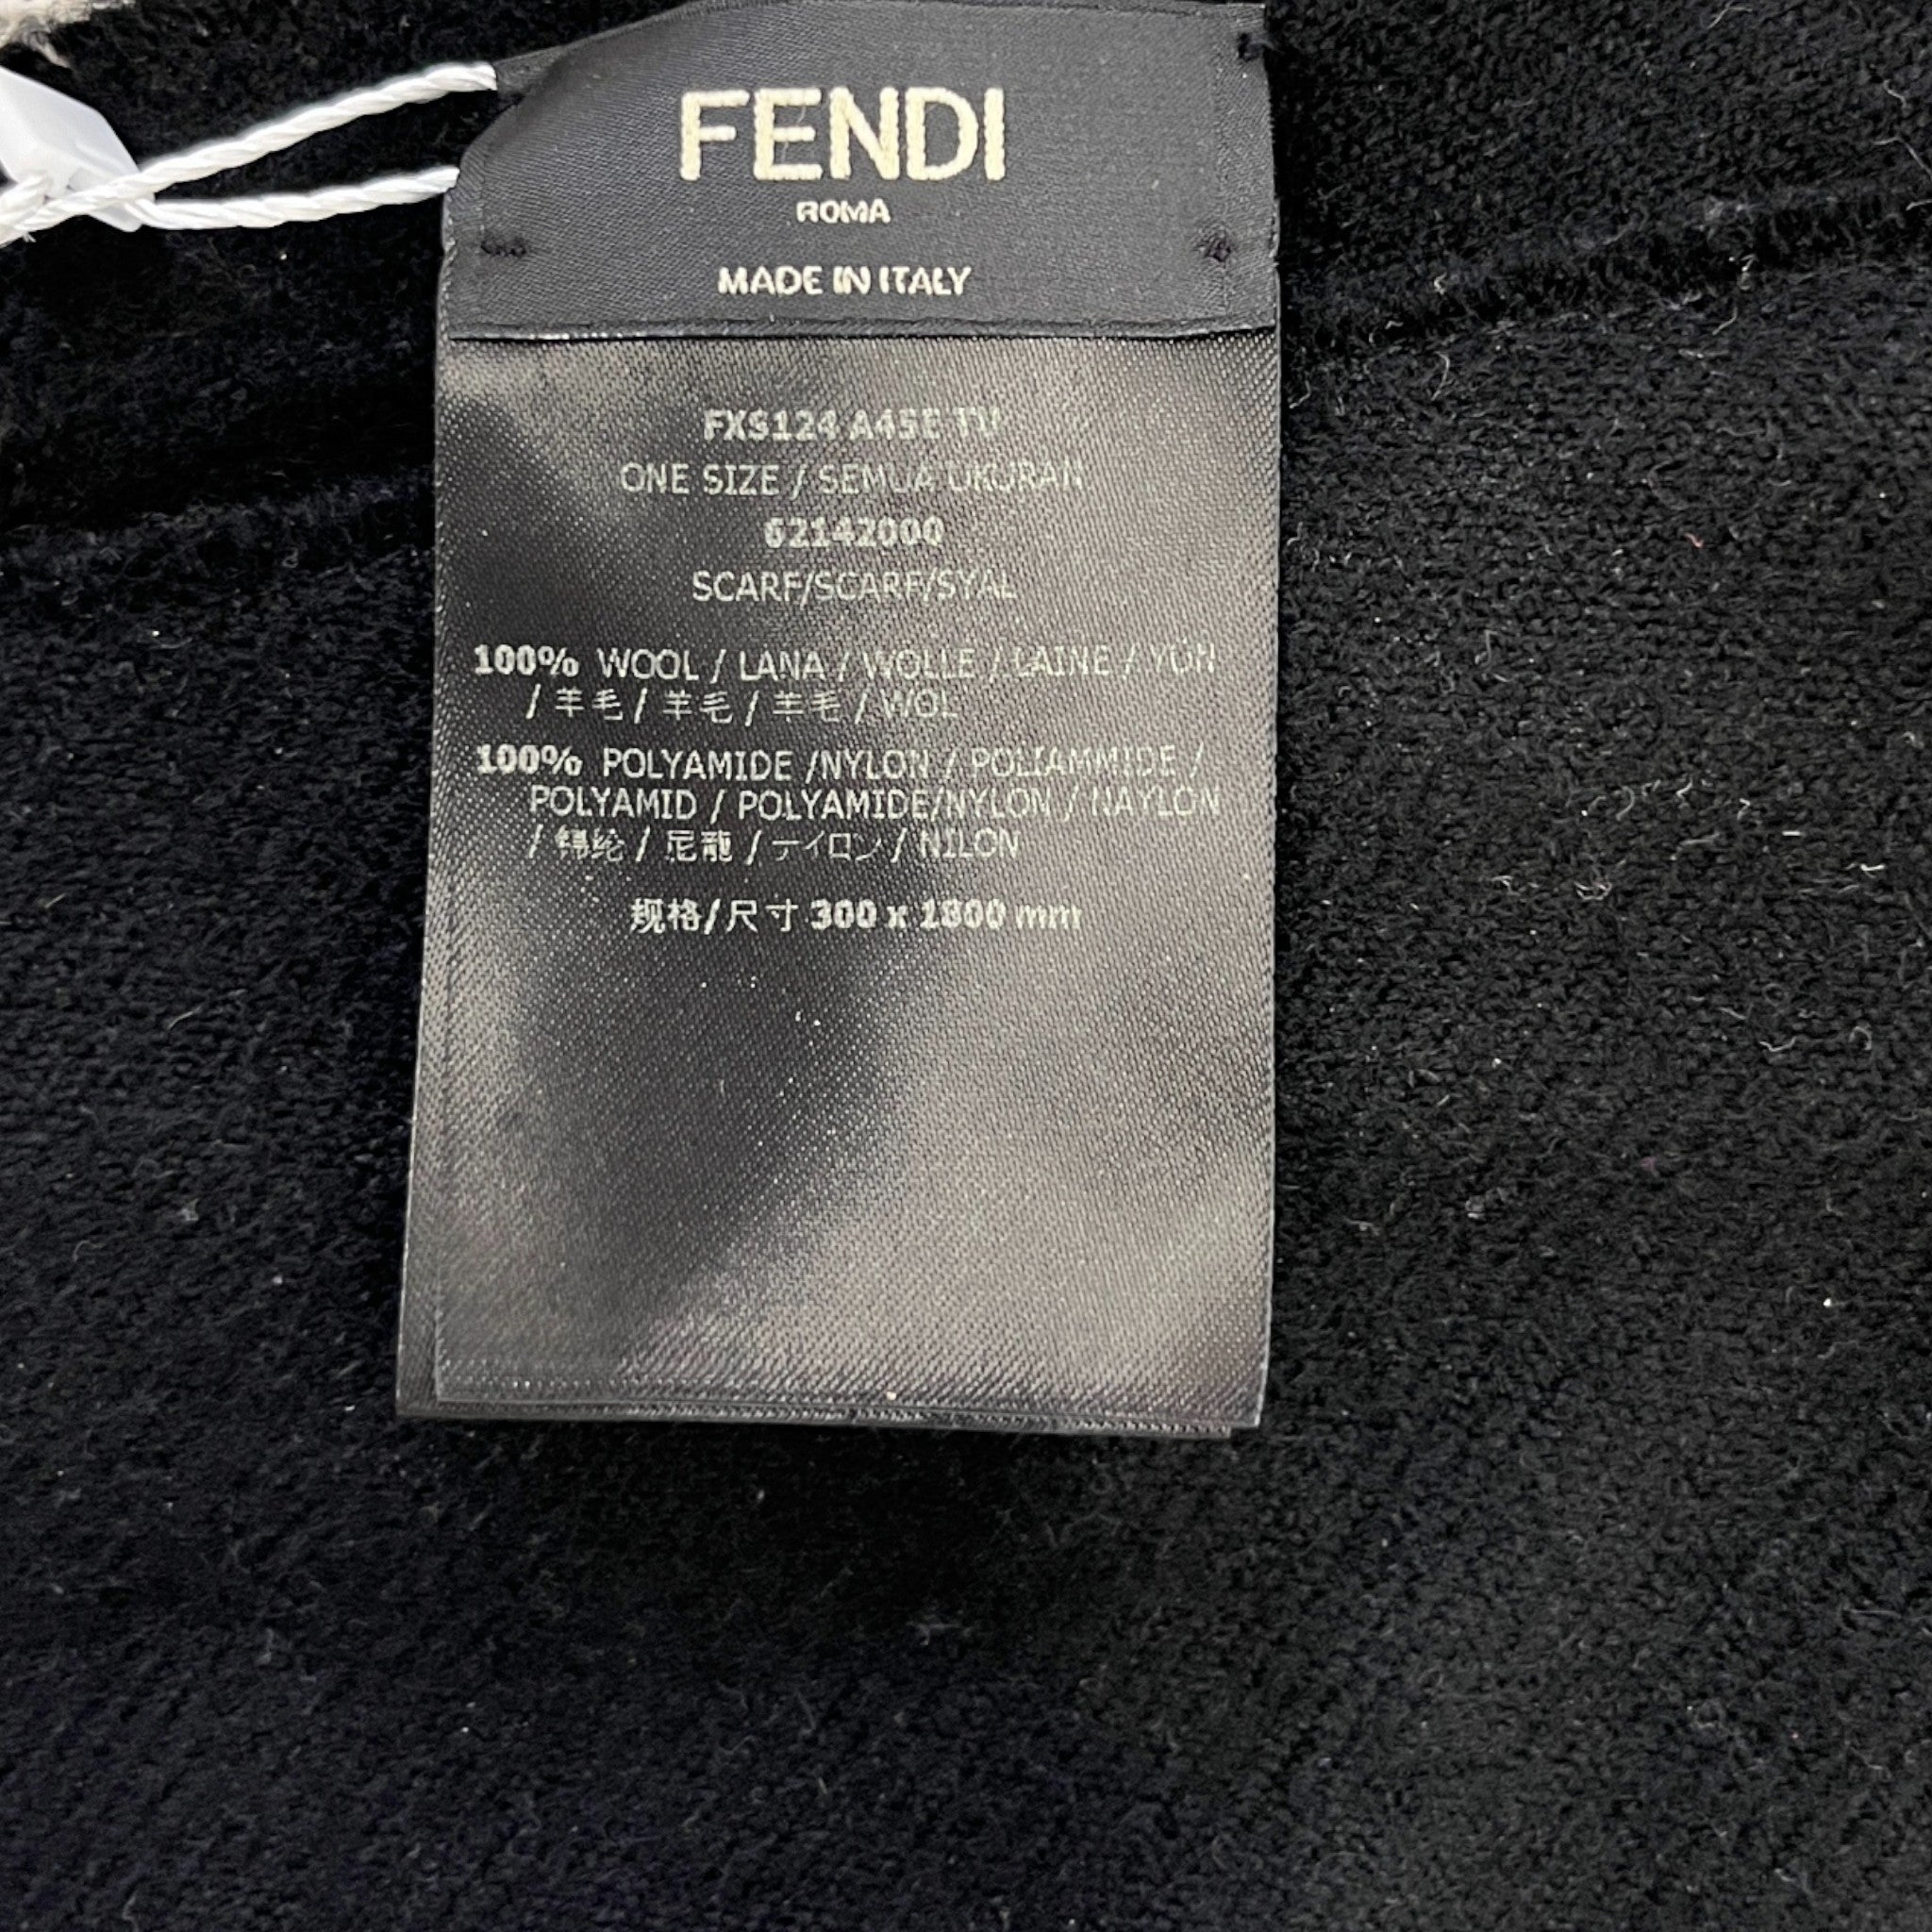 FENDI
ROMA
MADE IN ITALY
FXS124 A45E TU
ONE SIZE / SEMUA UKURAN
62142000
SCARF/SCARF/SYAL
100% WOOL / LANA / WOLLE / LAINE / YÜN
/ 羊毛 / 羊毛 / 羊毛 / WOL
100% POLYAMIDE /NYLON / POLIAMMIDE /
POLYAMID / POLYAMIDE/NYLON / NAYLON
/ 锦纶 / 尼龍 / ナイロン / NILON
规格/尺寸 300 x 1800 mm